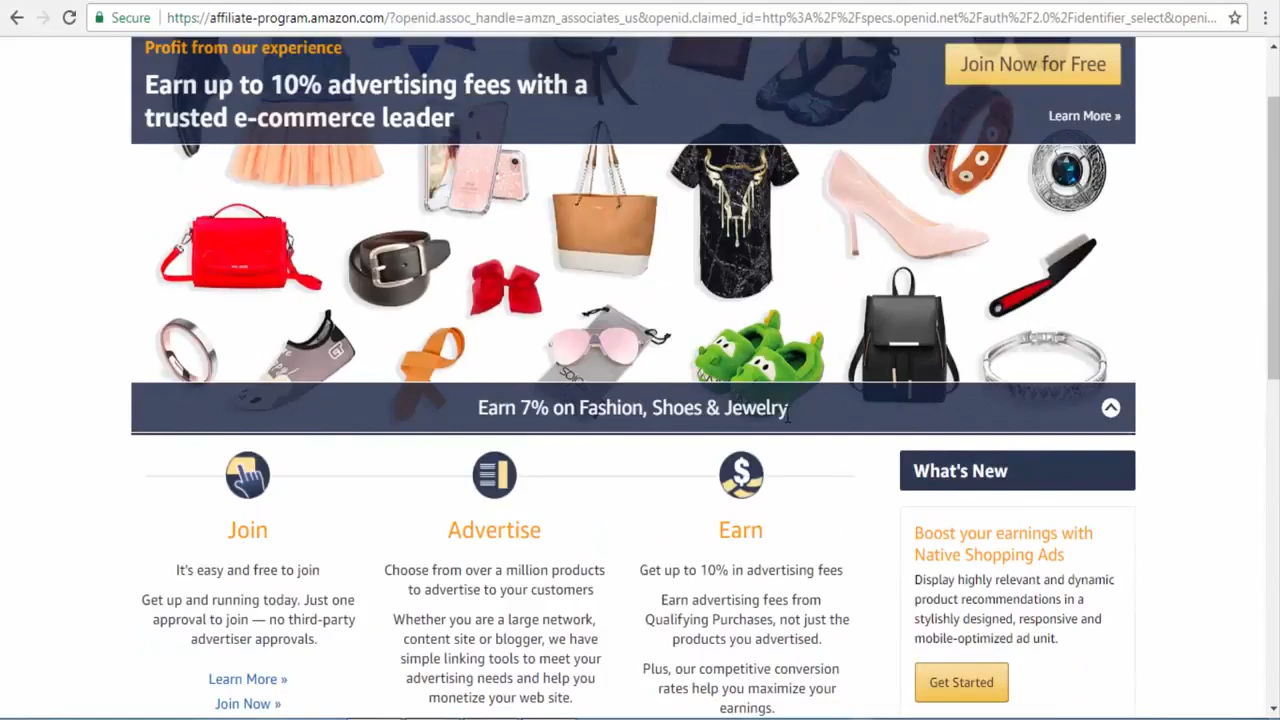 Secure
https://affiliate-program.amazon.com/?openid.assoc_handle=amzn_associates_us&openid.claimed_id=http%3A%2F%2Fspecs.openid.net%2Fauth%2F2.0%2Fidentifier_select&openi...
Profit from our experience
Earn up to 10% advertising fees with a
trusted e-commerce leader
Join Now for Free
Learn More »
Earn 7% on Fashion, Shoes & Jewelry
Join
It's easy and free to join
Get up and running today. Just one
approval to join — no third-party
advertiser approvals.
Learn More »
Join Now »
Advertise
Choose from over a million products
to advertise to your customers
Whether you are a large network,
content site or blogger, we have
simple linking tools to meet your
advertising needs and help you
monetize your web site.
Earn
Get up to 10% in advertising fees
Earn advertising fees from
Qualifying Purchases, not just the
products you advertised.
Plus, our competitive conversion
rates help you maximize your
earnings.
What's New
Boost your earnings with
Native Shopping Ads
Display highly relevant and dynamic
product recommendations in a
stylishly designed, responsive and
mobile-optimized ad unit.
Get Started